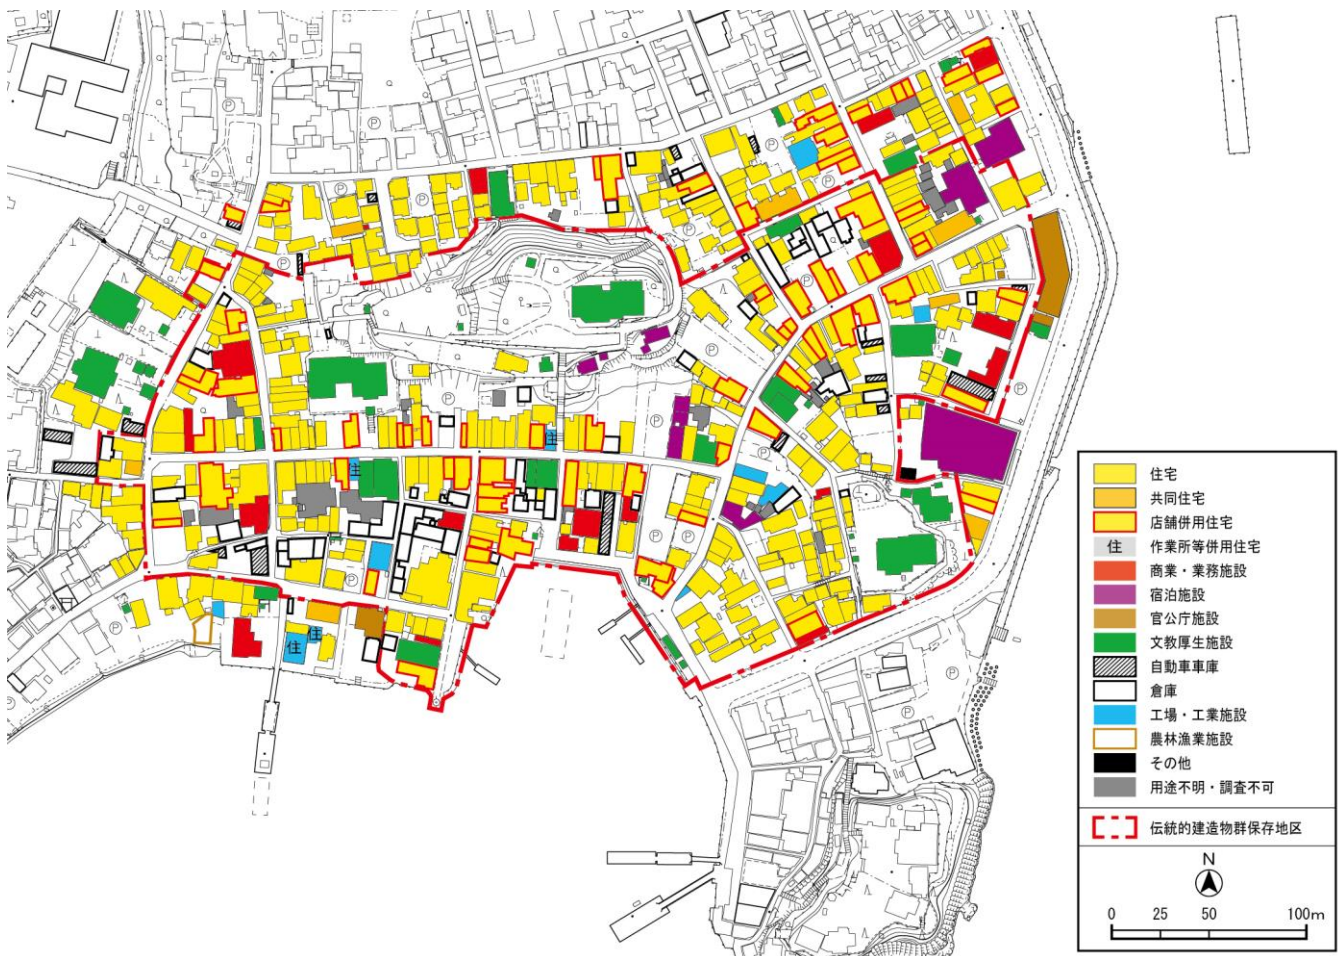 住宅
共同住宅
店舗併用住宅
住 作業所等併用住宅
商業・業務施設
宿泊施設
官公庁施設
文教厚生施設
自動車車庫
倉庫
工場・工業施設
農林漁業施設
その他
用途不明・調査不可
伝統的建造物群保存地区
N
0 25 50 100m
住
住
住
住
P
P
P
P
P
P
P
P
P
P
P
P
P